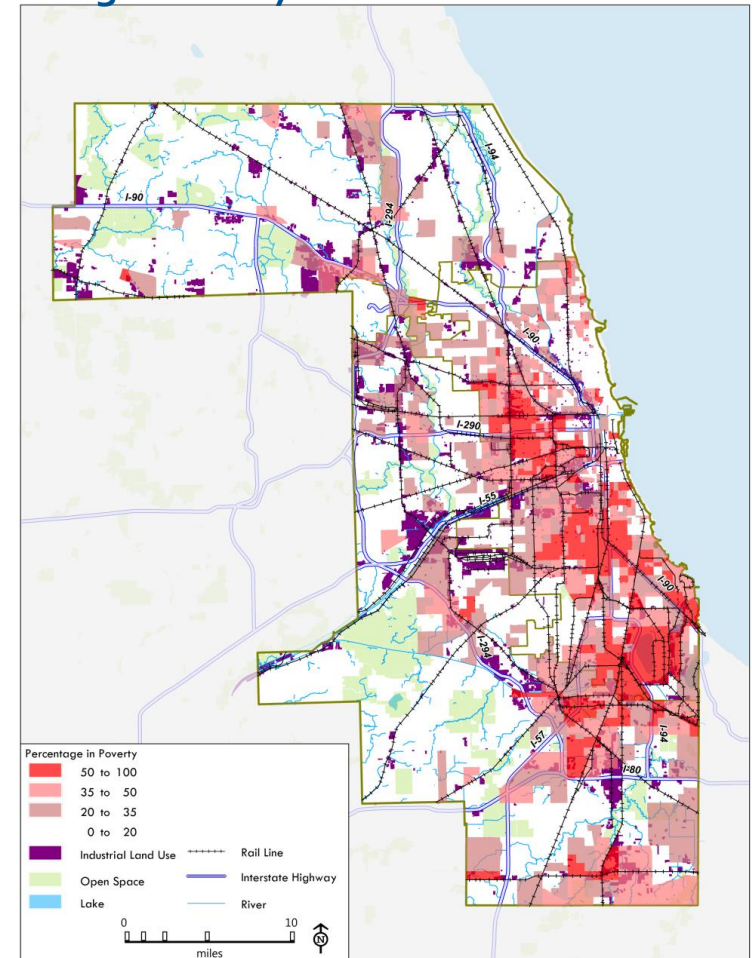 I-94
I-90
I-294
I-90
I-290
I-55
I-90
I-294
I-94
I-57
I-80
Percentage in Poverty
50 to 100
35 to 50
20 to 35
0 to 20
Industrial Land Use
Open Space
Lake
Rail Line
Interstate Highway
River
0 10
miles
N